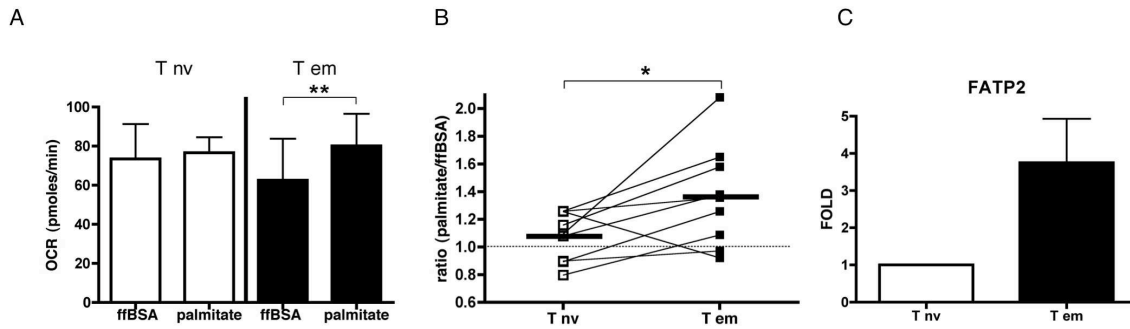 A
T nv
T em
**
OCR (pmoles/min)
100
80
60
40
20
0
ffBSA
palmitate
ffBSA
palmitate
B
*
ratio (palmitate/ffBSA)
2.0
1.8
1.6
1.4
1.2
1.0
0.8
0.6
T nv
T em
C
FATP2
FOLD
5
4
3
2
1
0
T nv
T em